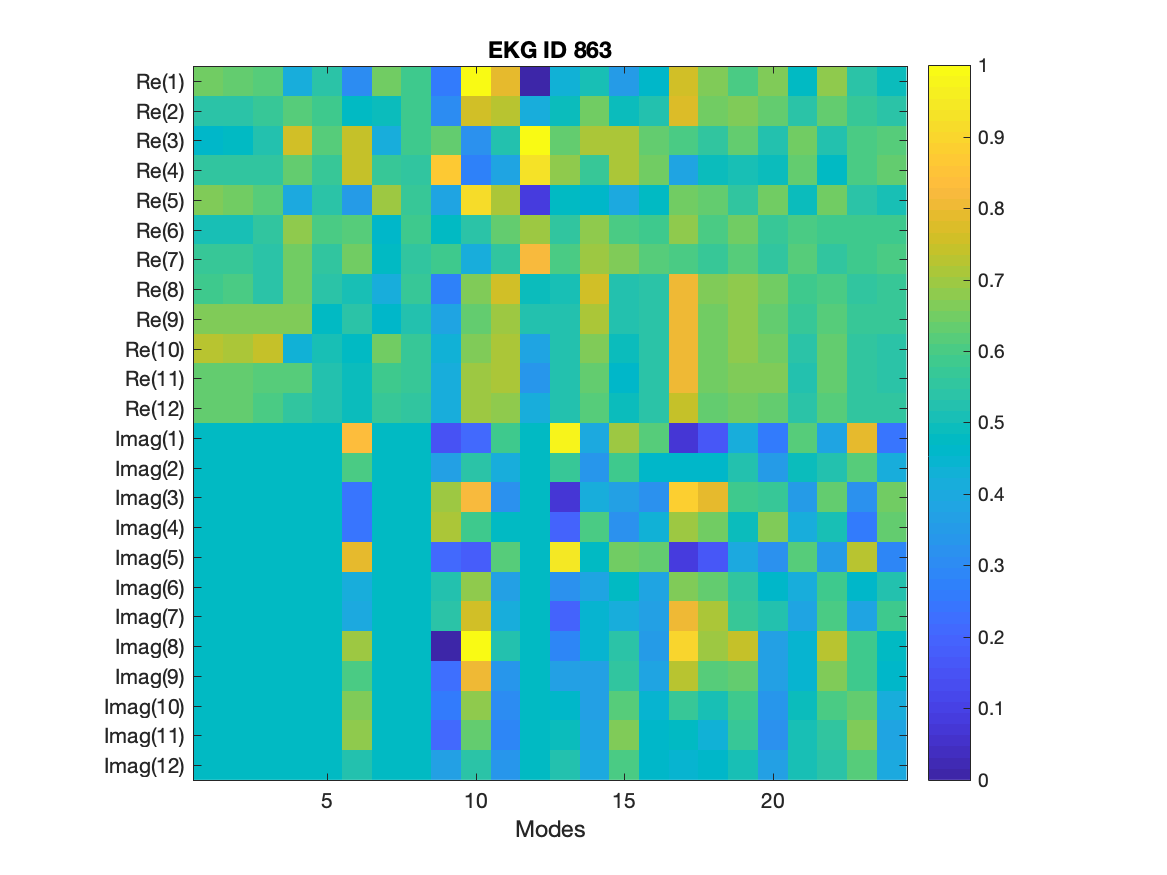 EKG ID 863
Re(1)
Re(2)
Re(3)
Re(4)
Re(5)
Re(6)
Re(7)
Re(8)
Re(9)
Re(10)
Re(11)
Re(12)
Imag(1)
Imag(2)
Imag(3)
Imag(4)
Imag(5)
Imag(6)
Imag(7)
Imag(8)
Imag(9)
Imag(10)
Imag(11)
Imag(12)
5 10 15 20
Modes
1
0.9
0.8
0.7
0.6
0.5
0.4
0.3
0.2
0.1
0